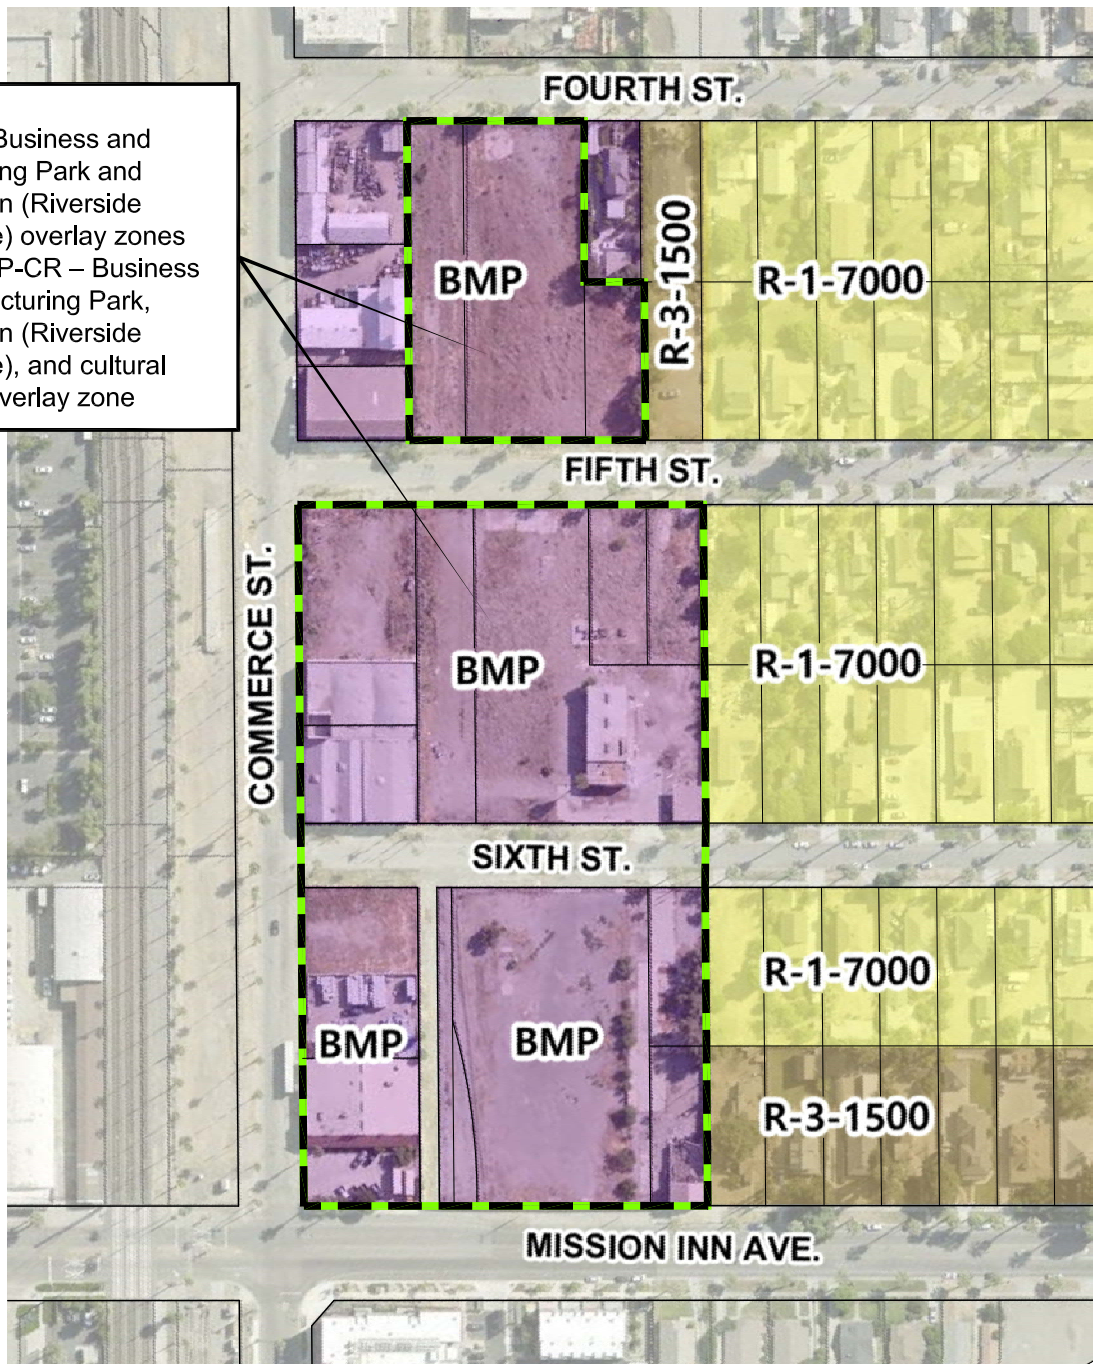 FOURTH ST.
Business and
ng Park and
n (Riverside
e) overlay zones
P-CR – Business
cturing Park,
n (Riverside
e), and cultural
verlay zone
BMP
R-3-1500
R-1-7000
FIFTH ST.
COMMERCE ST.
BMP
R-1-7000
SIXTH ST.
R-1-7000
BMP
BMP
R-3-1500
MISSION INN AVE.